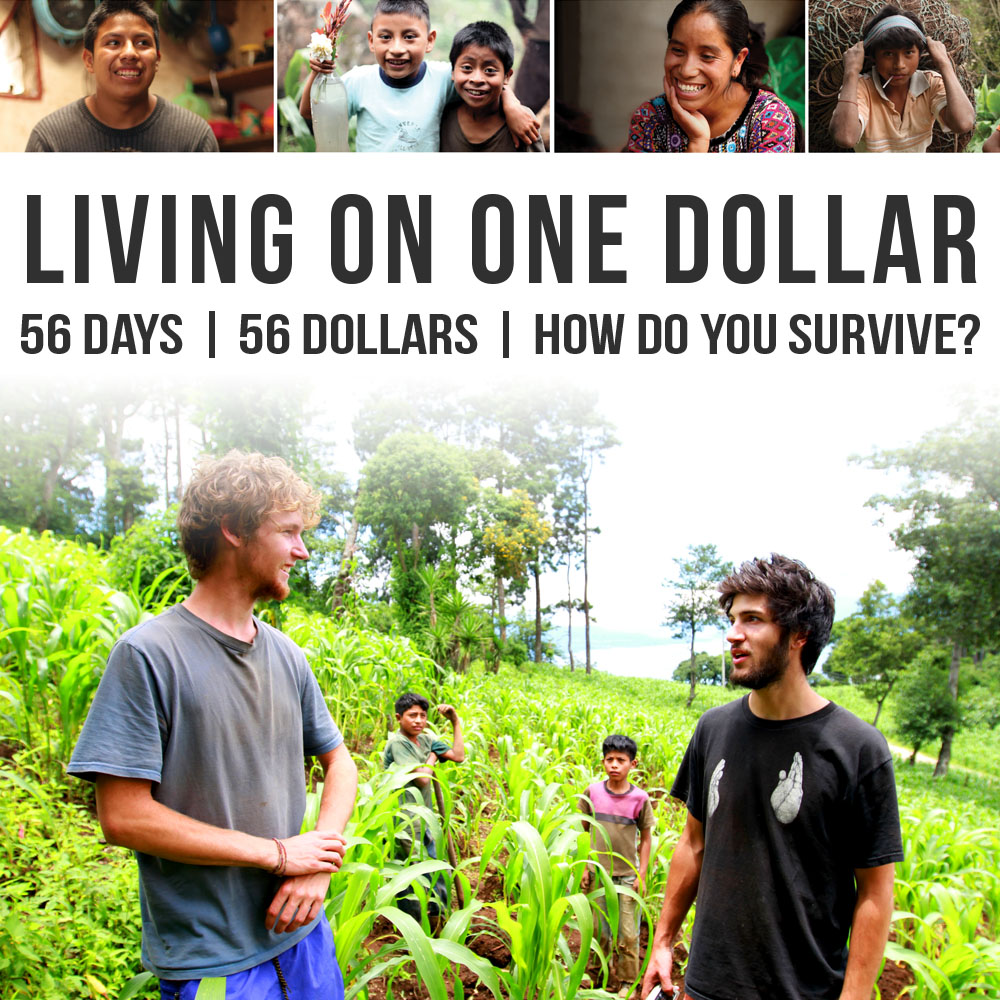 LIVING ON ONE DOLLAR
56 DAYS | 56 DOLLARS | HOW DO YOU SURVIVE?